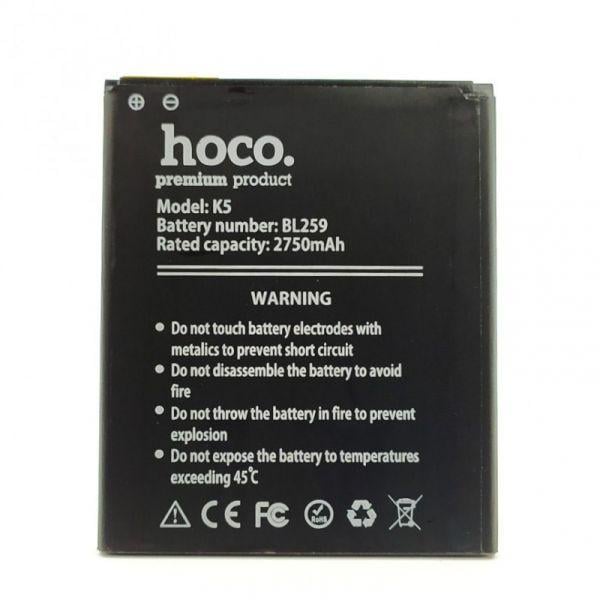 hoco.
premium product
Model: K5
Battery number: BL259
Rated capacity: 2750mAh
WARNING
• Do not touch battery electrodes with
metalics to prevent short circuit
• Do not disassemble the battery to avoid
fire
• Do not throw the battery in fire to prevent
explosion
• Do not expose the battery to temperatures
exceeding 45℃
CE FC RoHS